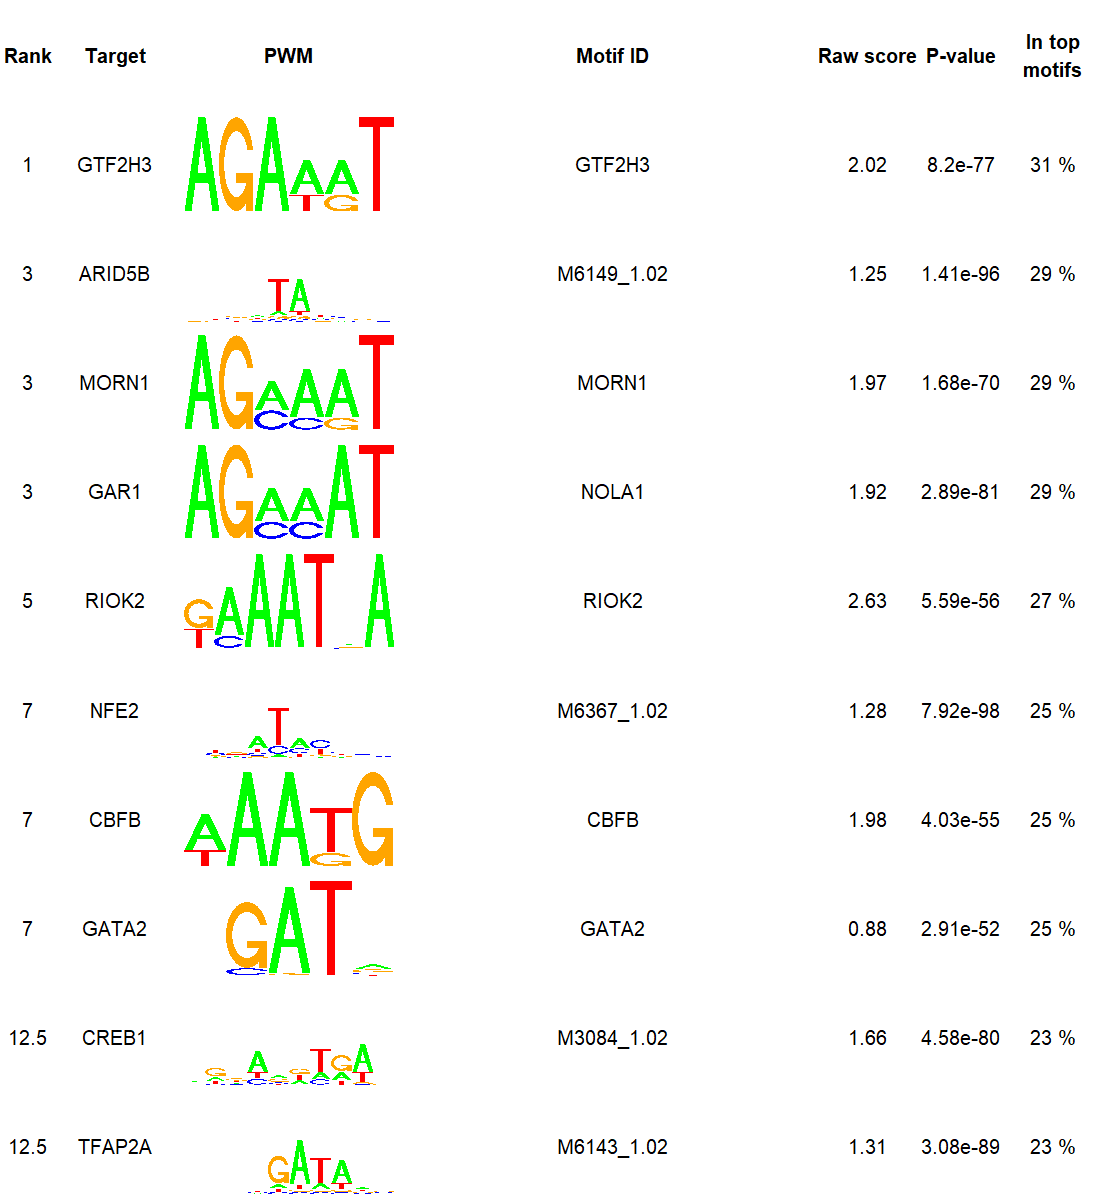 Rank Target PWM Motif ID Raw score P-value In top motifs
1 GTF2H3 GTF2H3 2.02 8.2e-77 31 %
3 ARID5B M6149_1.02 1.25 1.41e-96 29 %
3 MORN1 MORN1 1.97 1.68e-70 29 %
3 GAR1 NOLA1 1.92 2.89e-81 29 %
5 RIOK2 RIOK2 2.63 5.59e-56 27 %
7 NFE2 M6367_1.02 1.28 7.92e-98 25 %
7 CBFB CBFB 1.98 4.03e-55 25 %
7 GATA2 GATA2 0.88 2.91e-52 25 %
12.5 CREB1 M3084_1.02 1.66 4.58e-80 23 %
12.5 TFAP2A M6143_1.02 1.31 3.08e-89 23 %